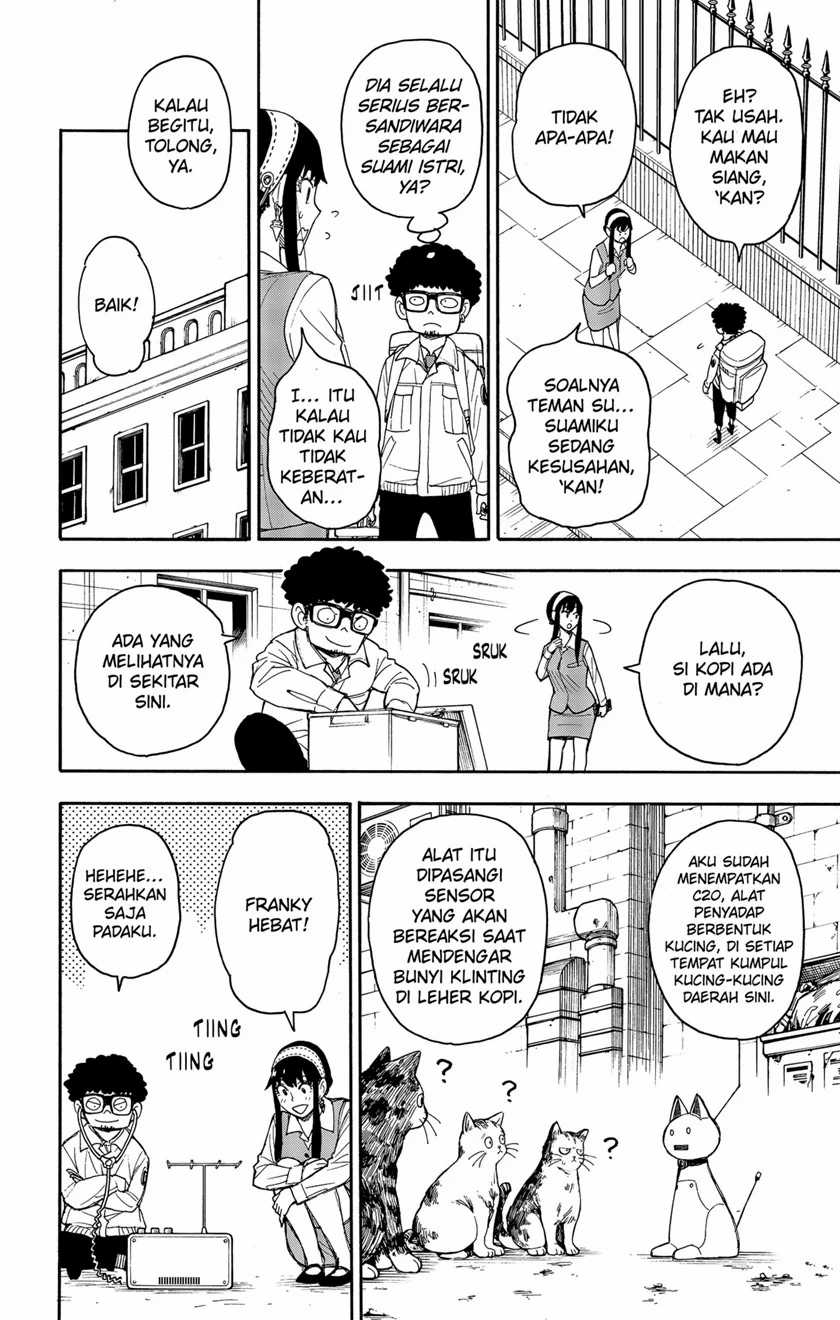 EH?
TAK USAH.
KAU MAU
MAKAN
SIANG,
'KAN?
TIDAK
APA-APA!
SOALNYA
TEMAN SU...
SUAMIKU
SEDANG
KESUSAHAN,
'KAN!
DIA SELALU
SERIUS BER-
SANDIWARA
SEBAGAI
SUAMI ISTRI,
YA?
JIIT
I... ITU
KALAU
TIDAK KAU
TIDAK
KEBERAT-
AN...
KALAU
BEGITU,
TOLONG,
YA.
BAIK!
LALU,
SI KOPI ADA
DI MANA?
SRUK
SRUK
ADA YANG
MELIHATNYA
DI SEKITAR
SINI.
AKU SUDAH
MENEMPATKAN
C20, ALAT
PENYADAP
BERBENTUK
KUCING, DI SETIAP
TEMPAT KUMPUL
KUCING-KUCING
DAERAH SINI.
ALAT ITU
DIPASANGI
SENSOR
YANG AKAN
BEREAKSI SAAT
MENDENGAR
BUNYI KLINTING
DI LEHER KOPI.
?
?
?
FRANKY
HEBAT!
HEHEHE...
SERAHKAN
SAJA
PADAKU.
TIING
TIING